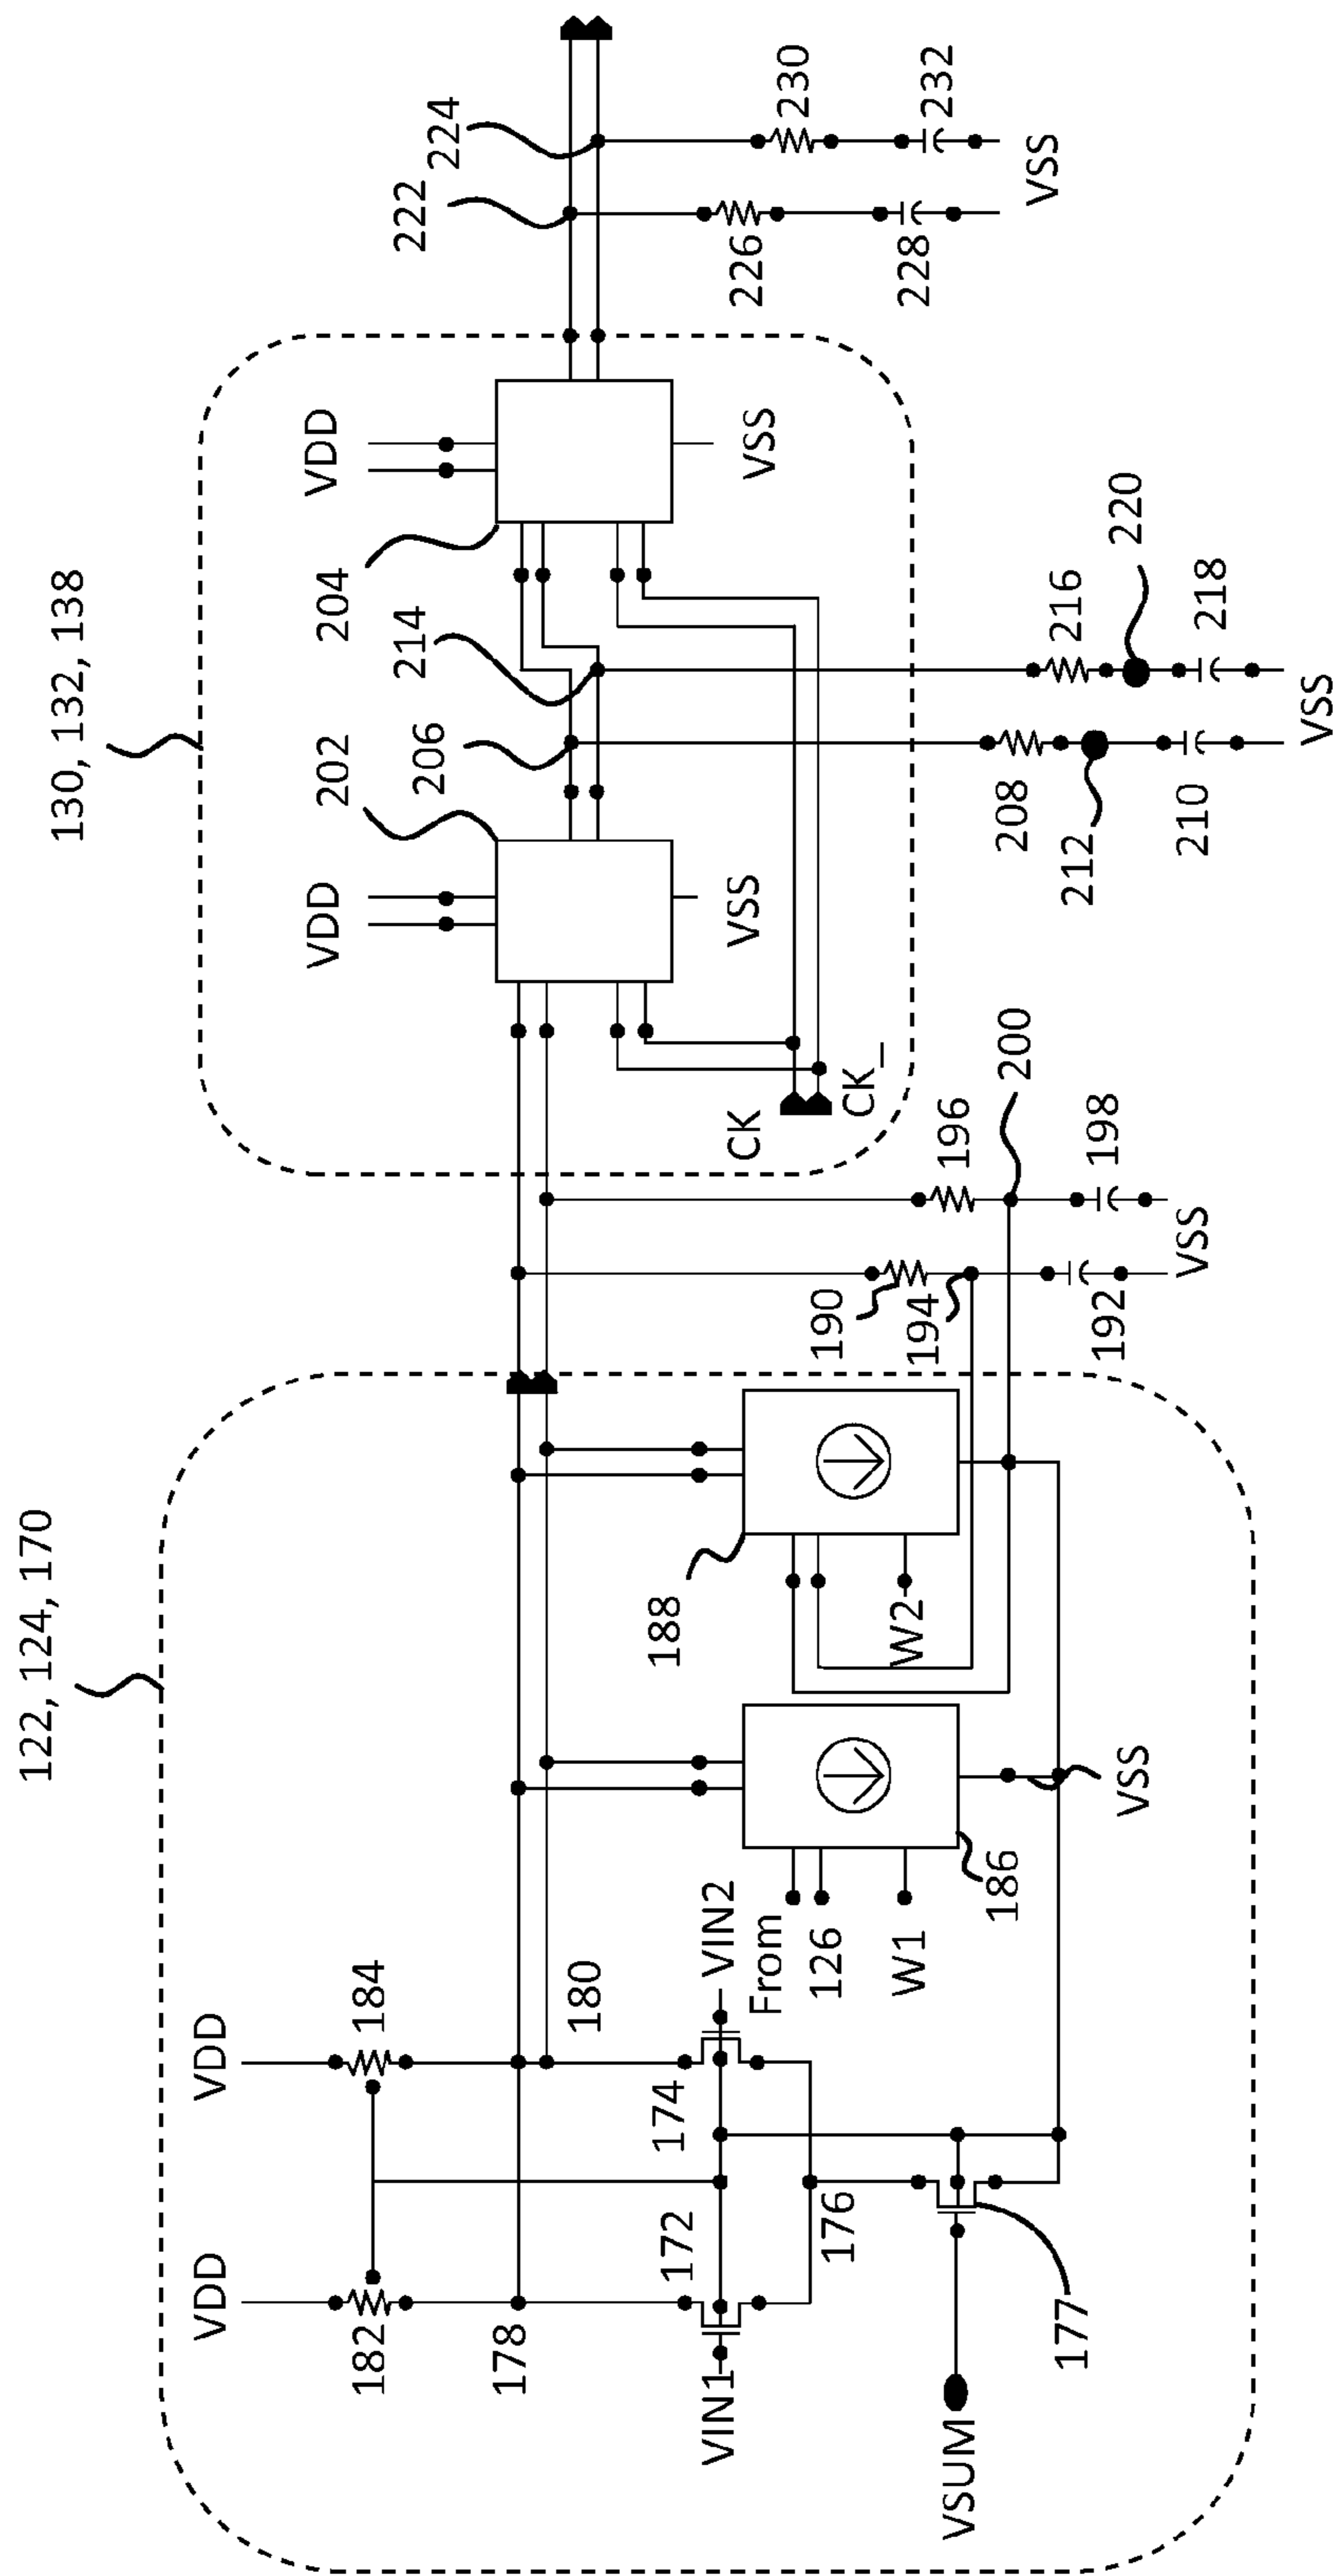 122, 124, 170
130, 132, 138
VDD
VDD
182
184
178
180
VIN1
172
174
VIN2
From
126
W1
186
188
W2
176
VSUM
177
VSS
190
194
192
196
200
198
VSS
VDD
202
VSS
206
214
CK
CK_
VDD
204
VSS
208
212
210
216
220
218
VSS
222
224
226
228
230
232
VSS